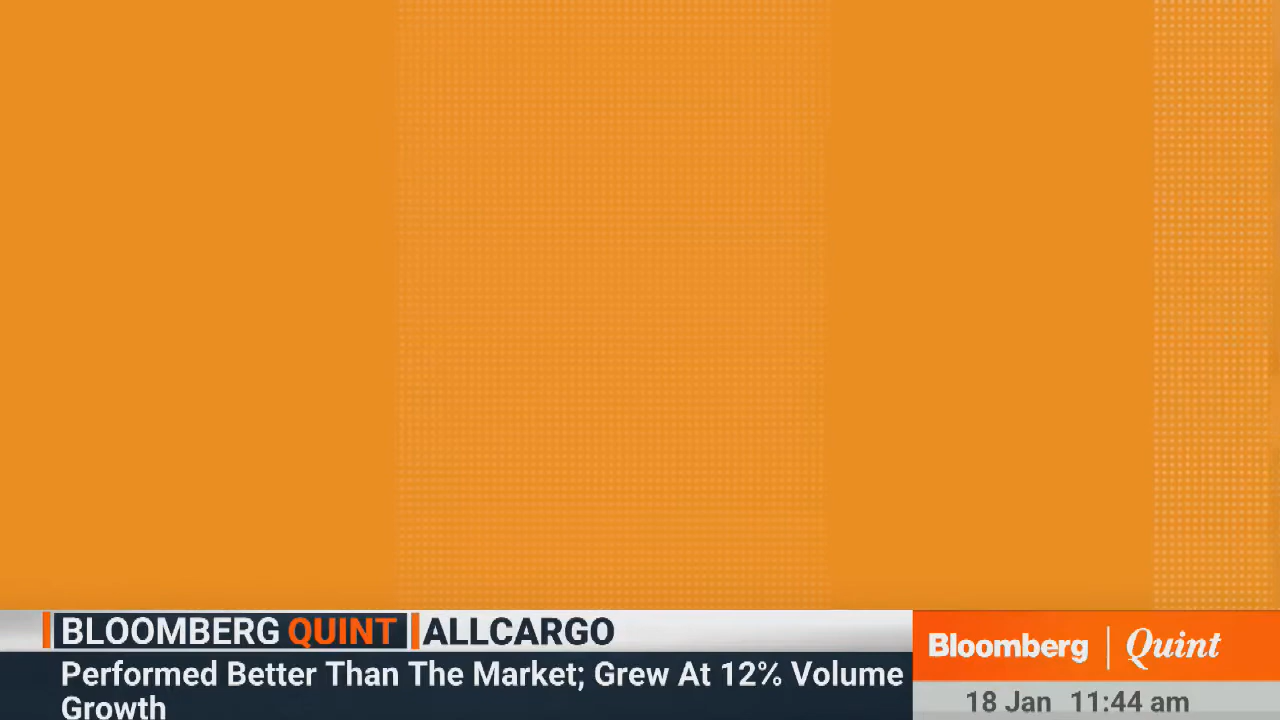 BLOOMBERG QUINT ALLCARGO
Performed Better Than The Market; Grew At 12% Volume
Growth
Bloomberg Quint
18 Jan 11:44 am